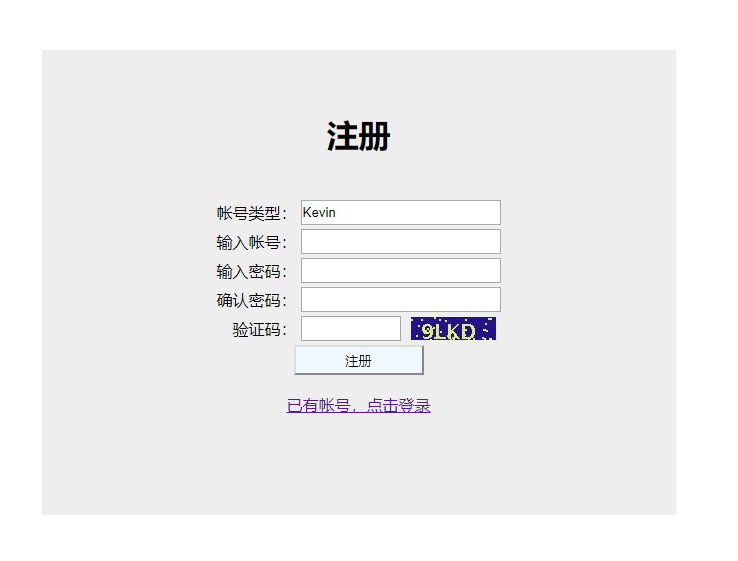 注册
帐号类型： Kevin
输入帐号：
输入密码：
确认密码：
验证码： 9LKD
注册
已有帐号，点击登录